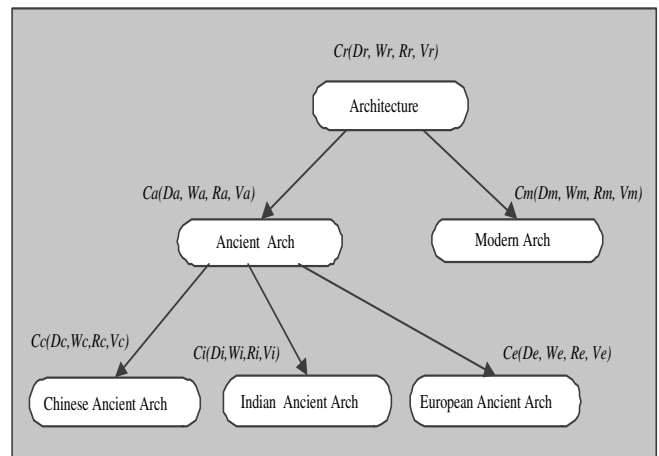 Cr(Dr, Wr, Rr, Vr)
Architecture
Ca(Da, Wa, Ra, Va)
Cm(Dm, Wm, Rm, Vm)
Ancient Arch
Modern Arch
Cc(Dc,Wc,Rc,Vc)
Ci(Di,Wi,Ri,Vi)
Ce(De, We, Re, Ve)
Chinese Ancient Arch
Indian Ancient Arch
European Ancient Arch